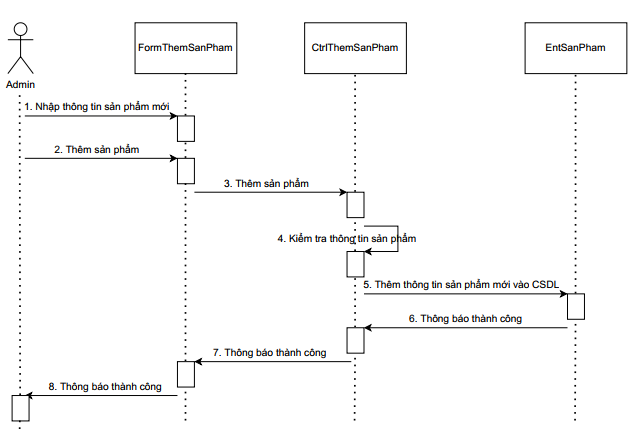 FormThemSanPham
CtrlThemSanPham
EntSanPham
Admin
1. Nhập thông tin sản phẩm mới
2. Thêm sản phẩm
3. Thêm sản phẩm
4. Kiểm tra thông tin sản phẩm
5. Thêm thông tin sản phẩm mới vào CSDL
6. Thông báo thành công
7. Thông báo thành công
8. Thông báo thành công